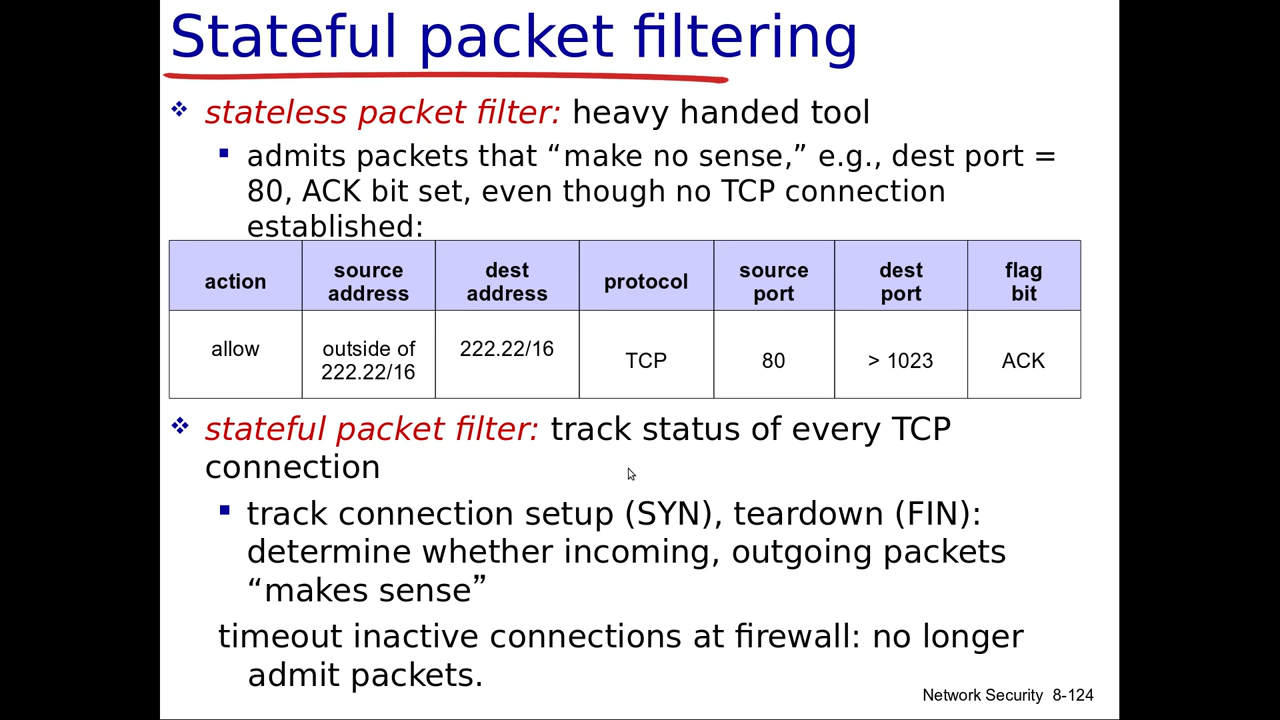 Stateful packet filtering
stateless packet filter: heavy handed tool
admits packets that “make no sense,” e.g., dest port =
80, ACK bit set, even though no TCP connection
established:
action source address dest address protocol source port dest port flag bit
allow outside of 222.22/16 222.22/16 TCP 80 > 1023 ACK
stateful packet filter: track status of every TCP
connection
track connection setup (SYN), teardown (FIN):
determine whether incoming, outgoing packets
“makes sense”
timeout inactive connections at firewall: no longer
admit packets.
Network Security 8-124